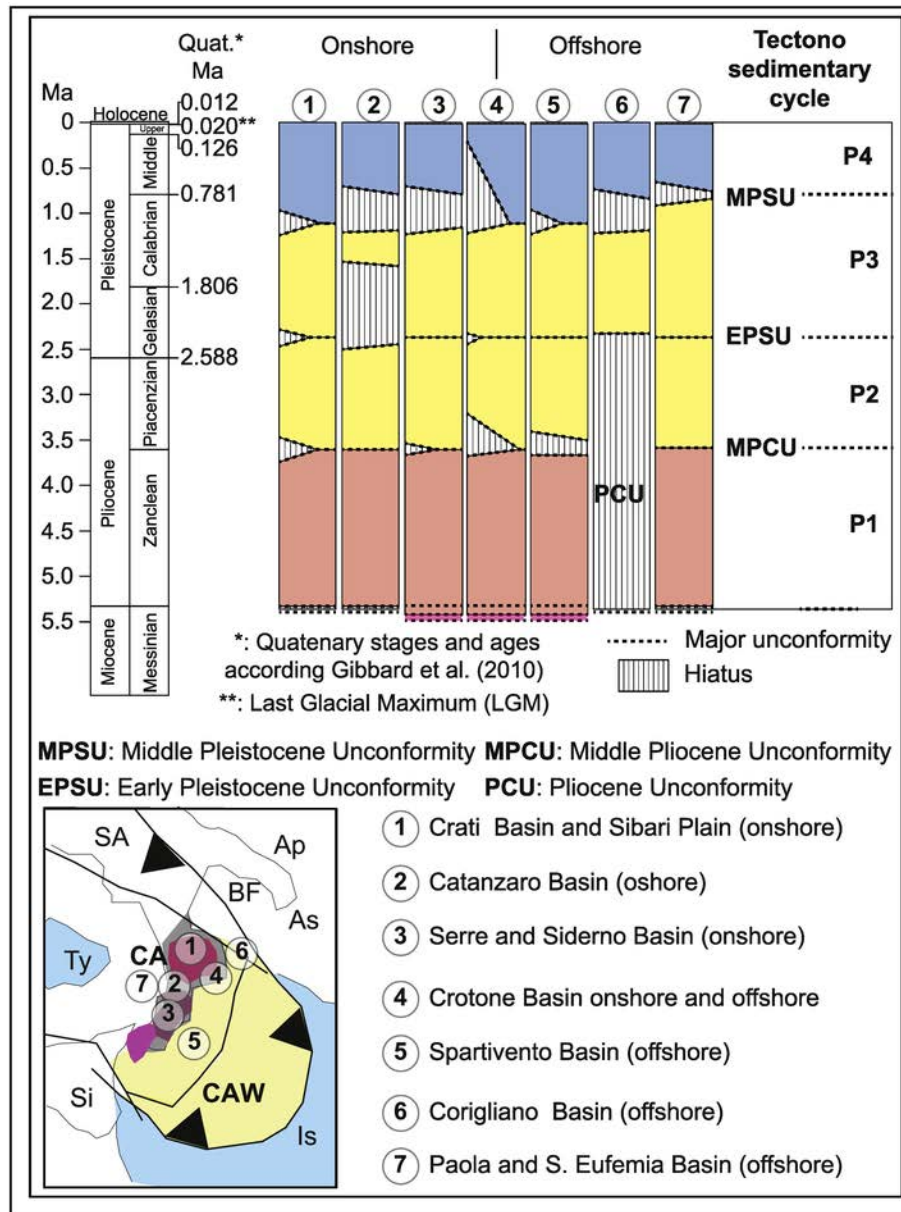 Quat.*
Ma
Onshore
Offshore
Tectono
sedimentary
cycle
Ma
0
0.5
1.0
1.5
2.0
2.5
3.0
3.5
4.0
4.5
5.0
5.5
Holocene
Pleistocene
Pliocene
Miocene
Upper
Middle
Calabrian
Gelasian
Piacenzian
Zanclean
Messinian
0.012
0.020**
0.126
0.781
1.806
2.588
1 2 3 4 5 6 7
PCU
P4
MPSU
P3
EPSU
P2
MPCU
P1
*: Quatenary stages and ages
according Gibbard et al. (2010)
**: Last Glacial Maximum (LGM)
Major unconformity
Hiatus
MPSU: Middle Pleistocene Unconformity MPCU: Middle Pliocene Unconformity
EPSU: Early Pleistocene Unconformity PCU: Pliocene Unconformity
SA
Ap
BF
As
Ty
CA
1
6
7
2
4
3
5
Si
CAW
Is
1 Crati Basin and Sibari Plain (onshore)
2 Catanzaro Basin (oshore)
3 Serre and Siderno Basin (onshore)
4 Crotone Basin onshore and offshore
5 Spartivento Basin (offshore)
6 Corigliano Basin (offshore)
7 Paola and S. Eufemia Basin (offshore)